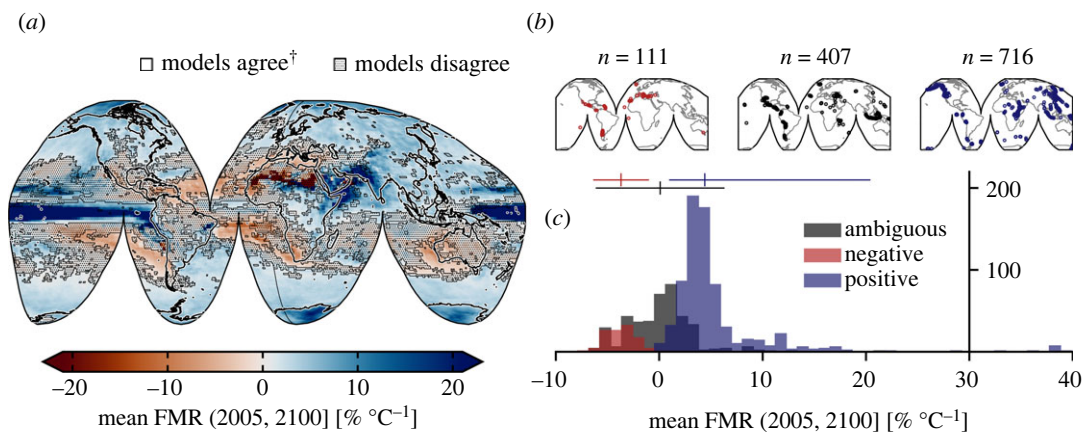 (a)
models agree† models disagree
−20 −10 0 10 20
mean FMR (2005, 2100] [% °C−1]
(b)
n = 111 n = 407 n = 716
(c)
200
100
ambiguous
negative
positive
−10 0 10 20 30 40
mean FMR (2005, 2100] [% °C−1]